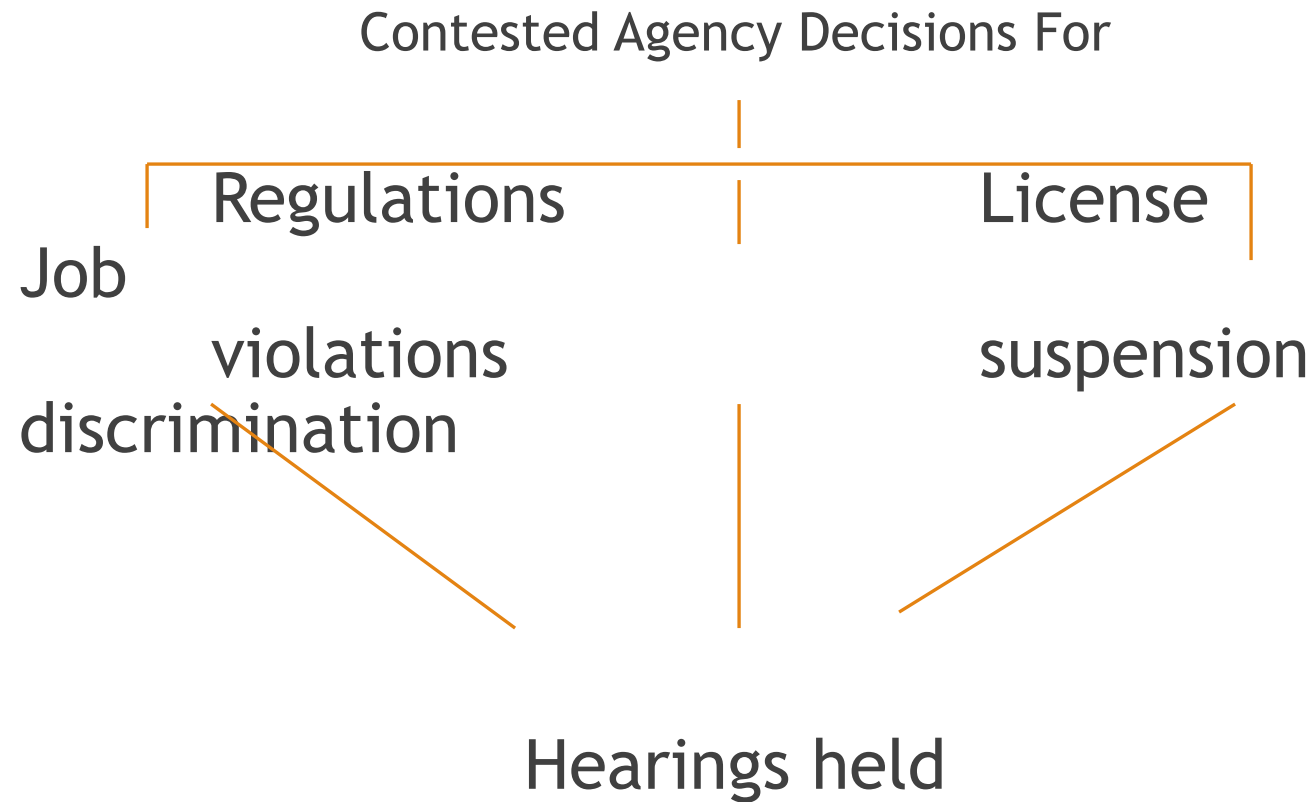 Contested Agency Decisions For
Regulations License
Job
violations suspension
discrimination
Hearings held